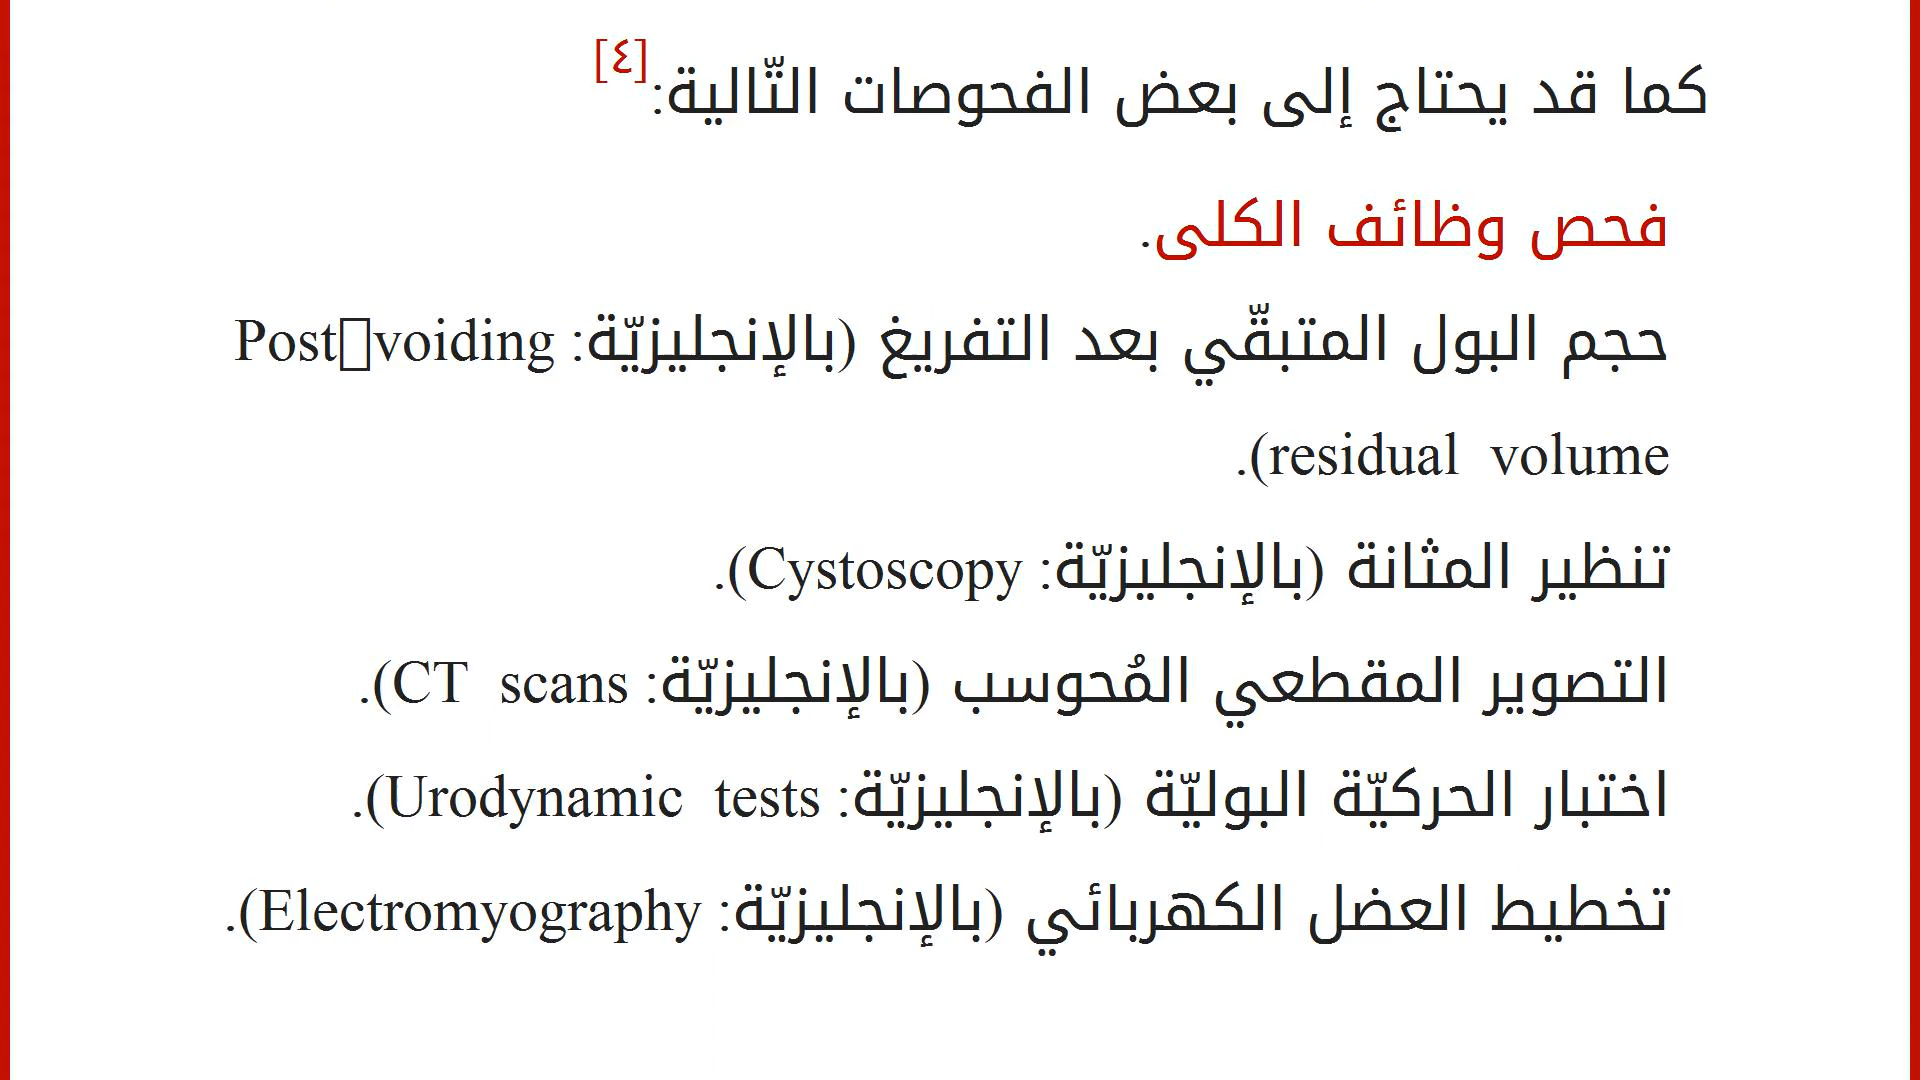 كما قد يحتاج إلى بعض الفحوصات التّالية:[٤]
فحص وظائف الكلى.
حجم البول المتبقّي بعد التفريغ (بالإنجليزيّة: Post▯voiding
residual volume).
تنظير المثانة (بالإنجليزيّة: Cystoscopy).
التصوير المقطعي المُحوسب (بالإنجليزيّة: CT scans).
اختبار الحركيّة البوليّة (بالإنجليزيّة: Urodynamic tests).
تخطيط العضل الكهربائي (بالإنجليزيّة: Electromyography).